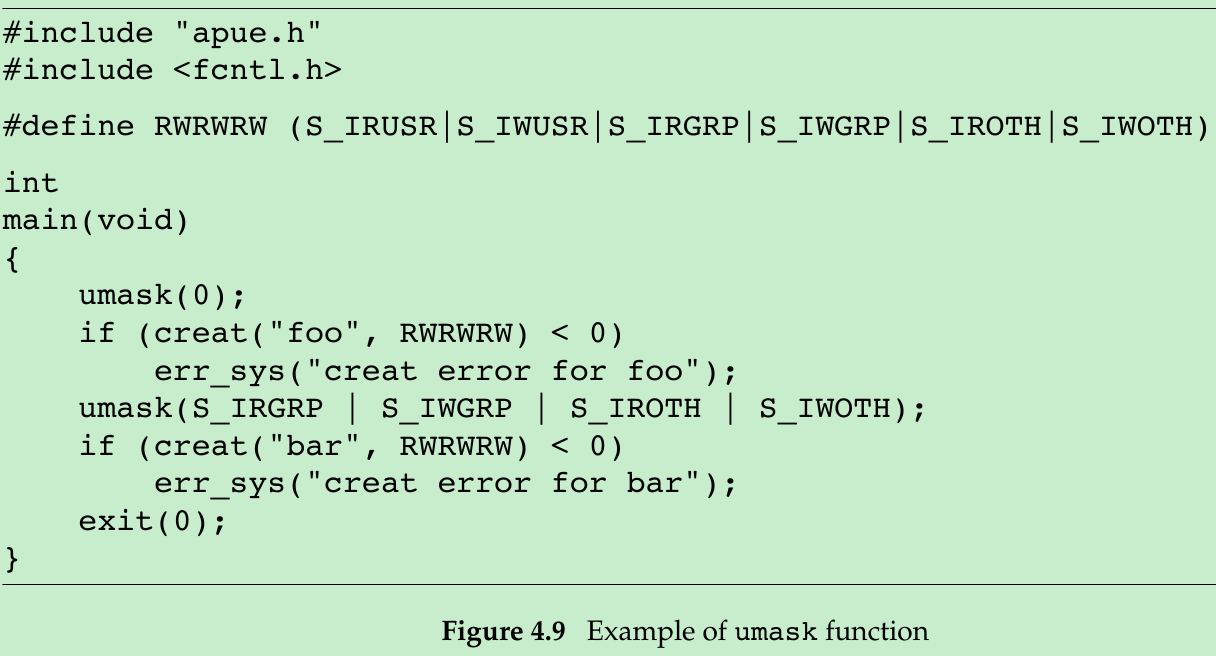 #include "apue.h"
#include <fcntl.h>
#define RWRWRW (S_IRUSR|S_IWUSR|S_IRGRP|S_IWGRP|S_IROTH|S_IWOTH)
int
main(void)
{
    umask(0);
    if (creat("foo", RWRWRW) < 0)
        err_sys("creat error for foo");
    umask(S_IRGRP | S_IWGRP | S_IROTH | S_IWOTH);
    if (creat("bar", RWRWRW) < 0)
        err_sys("creat error for bar");
    exit(0);
}
Figure 4.9 Example of umask function